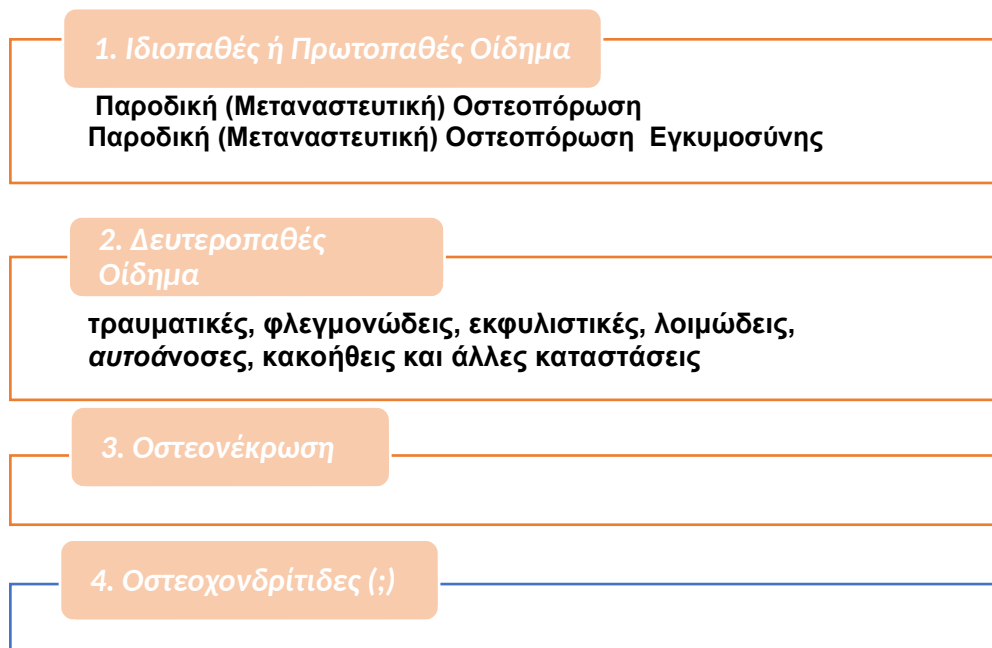 1. Ιδιοπαθές ή Πρωτοπαθές Οίδημα
Παροδική (Μεταναστευτική) Οστεοπόρωση
Παροδική (Μεταναστευτική) Οστεοπόρωση Εγκυμοσύνης
2. Δευτεροπαθές
Οίδημα
τραυματικές, φλεγμονώδεις, εκφυλιστικές, λοιμώδεις,
αυτοάνοσες, κακοήθεις και άλλες καταστάσεις
3. Οστεονέκρωση
4. Οστεοχονδρίτιδες (;)